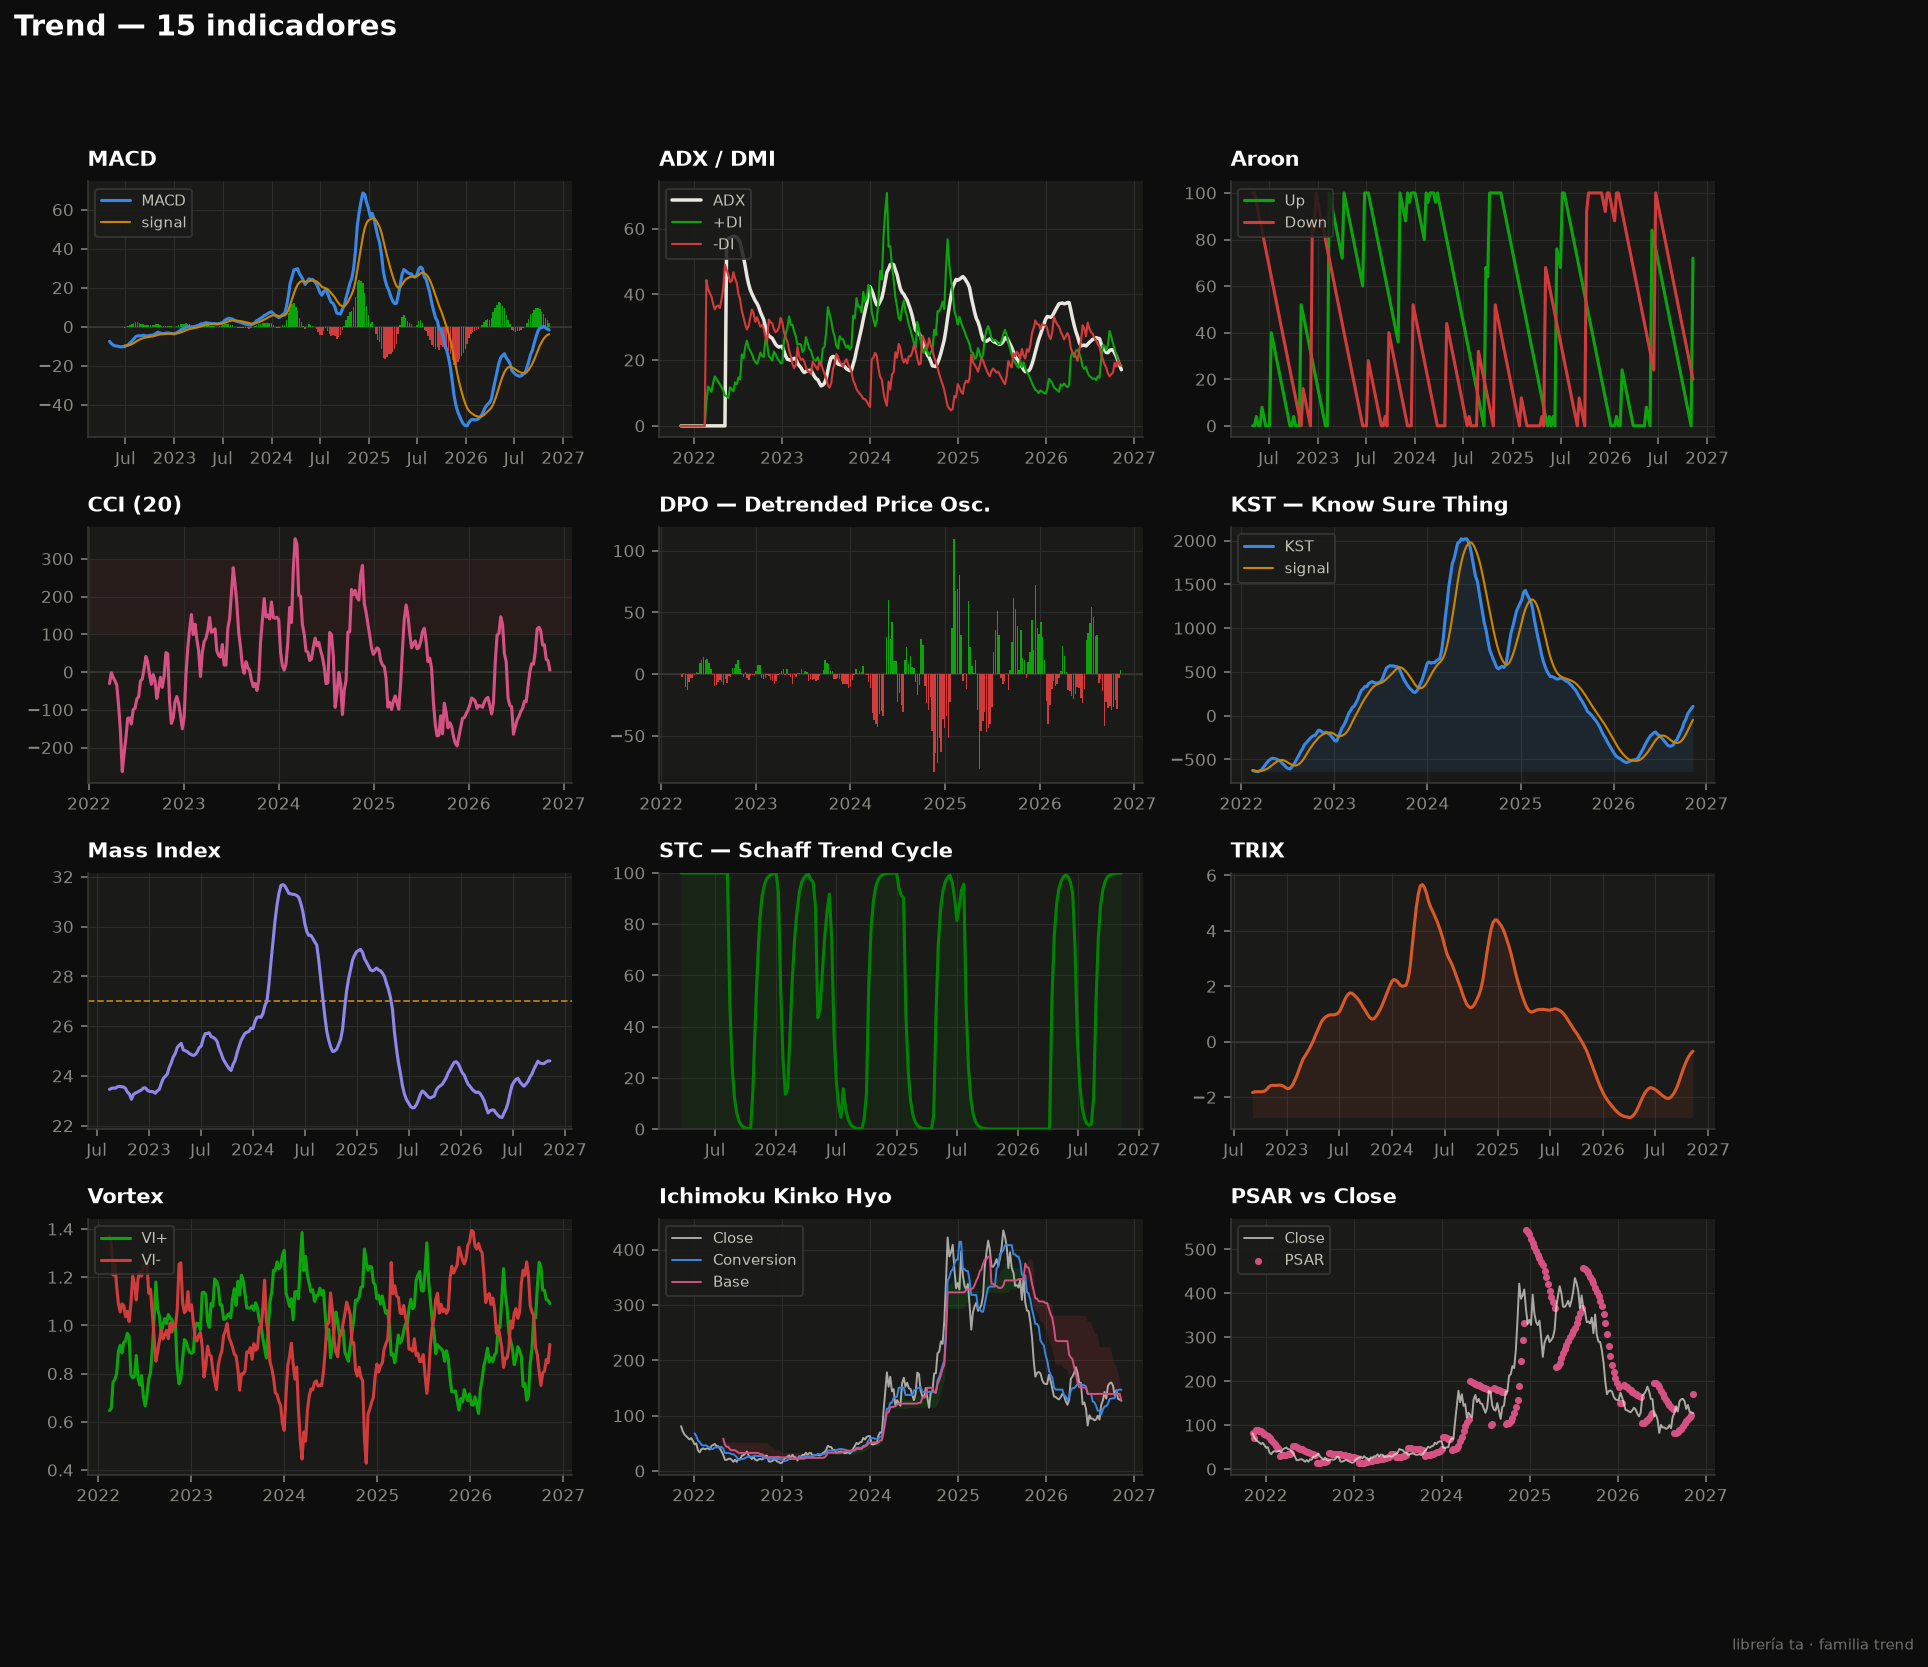 Trend — 15 indicadores
MACD
MACD
signal
60
40
20
0
−20
−40
Jul 2023 Jul 2024 Jul 2025 Jul 2026 Jul 2027
ADX / DMI
ADX
+DI
-DI
60
40
20
0
2022 2023 2024 2025 2026 2027
Aroon
Up
Down
100
80
60
40
20
0
Jul 2023 Jul 2024 Jul 2025 Jul 2026 Jul 2027
CCI (20)
300
200
100
0
−100
−200
2022 2023 2024 2025 2026 2027
DPO — Detrended Price Osc.
100
50
0
−50
2022 2023 2024 2025 2026 2027
KST — Know Sure Thing
KST
signal
2000
1500
1000
500
0
−500
2022 2023 2024 2025 2026 2027
Mass Index
32
30
28
26
24
22
Jul 2023 Jul 2024 Jul 2025 Jul 2026 Jul 2027
STC — Schaff Trend Cycle
100
80
60
40
20
0
Jul 2024 Jul 2025 Jul 2026 Jul 2027
TRIX
6
4
2
0
−2
Jul 2023 Jul 2024 Jul 2025 Jul 2026 Jul 2027
Vortex
VI+
VI-
1.4
1.2
1.0
0.8
0.6
0.4
2022 2023 2024 2025 2026 2027
Ichimoku Kinko Hyo
Close
Conversion
Base
400
300
200
100
0
2022 2023 2024 2025 2026 2027
PSAR vs Close
Close
PSAR
500
400
300
200
100
0
2022 2023 2024 2025 2026 2027
librería ta · familia trend